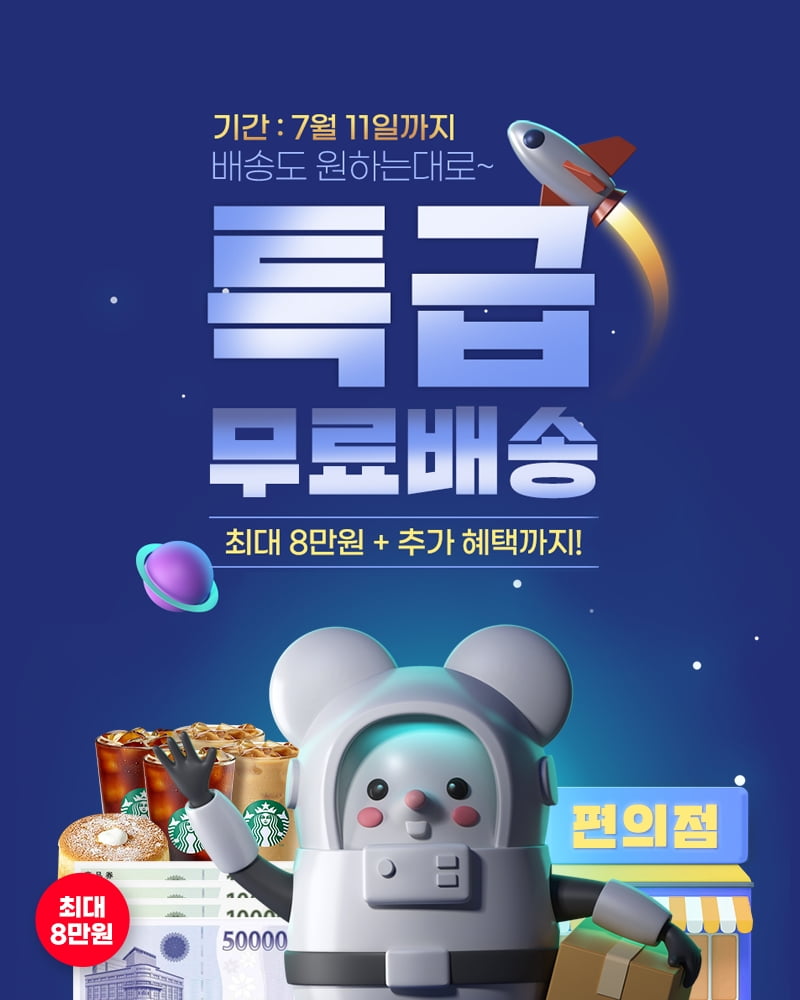 기간 : 7월 11일까지
배송도 원하는대로~
특급
무료배송
최대 8만원 + 추가 혜택까지!
편의점
최대
8만원
50000